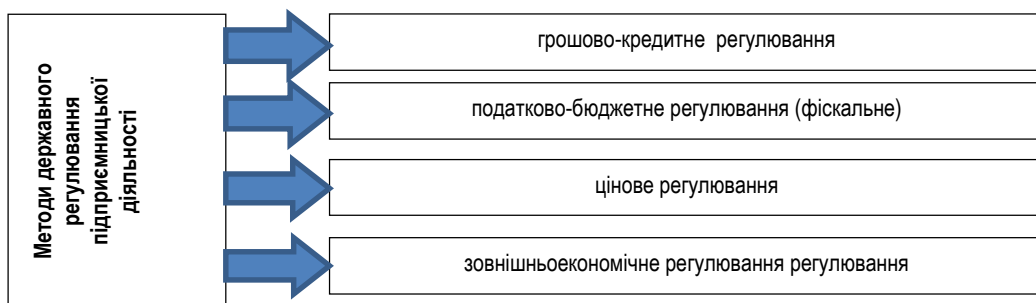 Методи державного
регулювання
підприємницької
діяльності
грошово-кредитне регулювання
податково-бюджетне регулювання (фіскальне)
цінове регулювання
зовнішньоекономічне регулювання регулювання